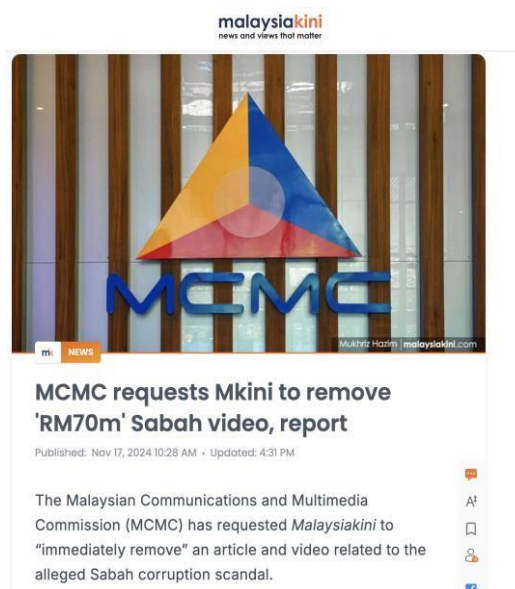 malaysiakini
news and views that matter
MCMC
Mukhriz Hazim | malaysiakini.com
mk NEWS
MCMC requests Mkini to remove
'RM70m' Sabah video, report
Published: Nov 17, 2024 10:28 AM • Updated: 4:31 PM
The Malaysian Communications and Multimedia
Commission (MCMC) has requested Malaysiakini to
“immediately remove” an article and video related to the
alleged Sabah corruption scandal.